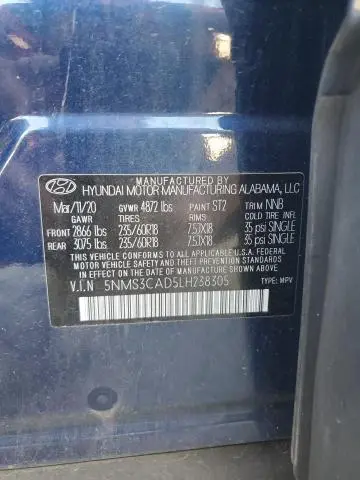 MANUFACTURED BY
HYUNDAI MOTOR MANUFACTURING ALABAMA, LLC
Mar/11/20 GVWR 4872 lbs PAINT ST2 TRIM NNB
GAWR TIRES RIMS COLD TIRE INFL
FRONT 2866 lbs 235/60R18 7.5JX18 35 psi SINGLE
REAR 3075 lbs 235/60R18 7.5JX18 35 psi SINGLE
THIS VEHICLE CONFORMS TO ALL APPLICABLE U.S.A. FEDERAL
MOTOR VEHICLE SAFETY AND THEFT PREVENTION STANDARDS
IN EFFECT ON THE DATE OF MANUFACTURE SHOWN ABOVE.
V.I.N 5NMS3CAD5LH238305 TYPE: MPV